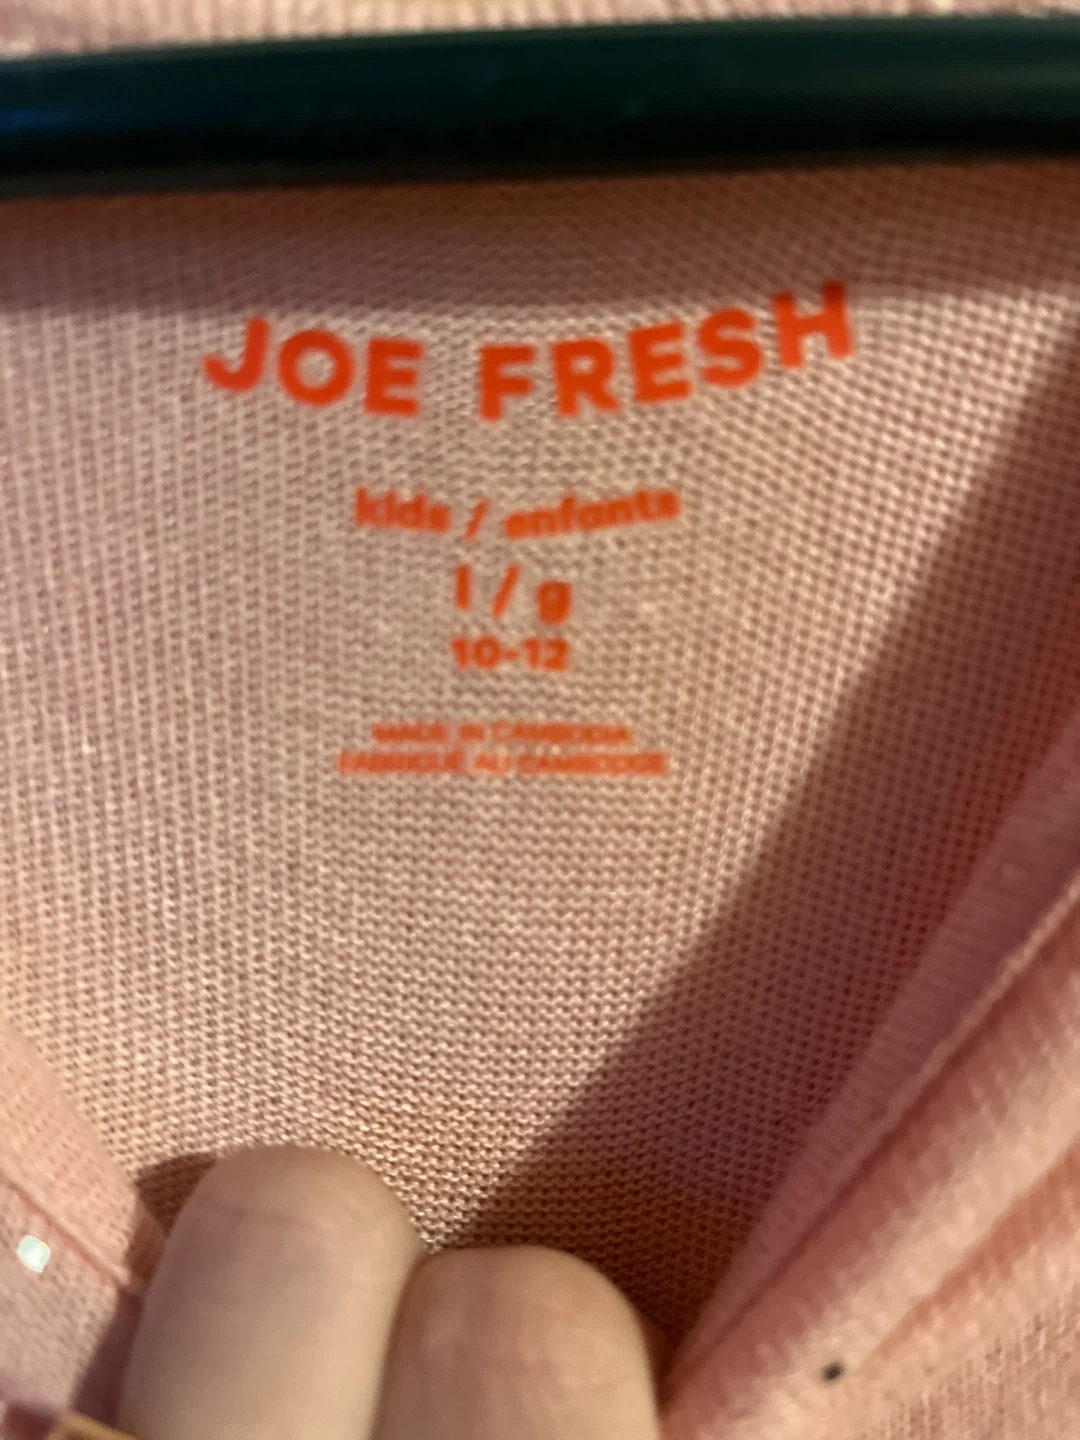 JOE FRESH
kids / enfants
l / g
10-12
MADE IN CAMBODIA
FABRIQUÉ AU CAMBODGE